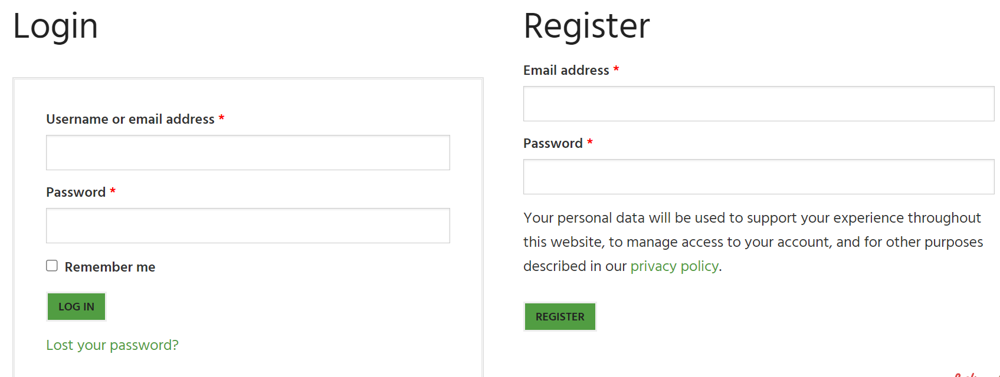 Login
Username or email address *
Password *
Remember me
LOG IN
Lost your password?
Register
Email address *
Password *
Your personal data will be used to support your experience throughout
this website, to manage access to your account, and for other purposes
described in our privacy policy.
REGISTER